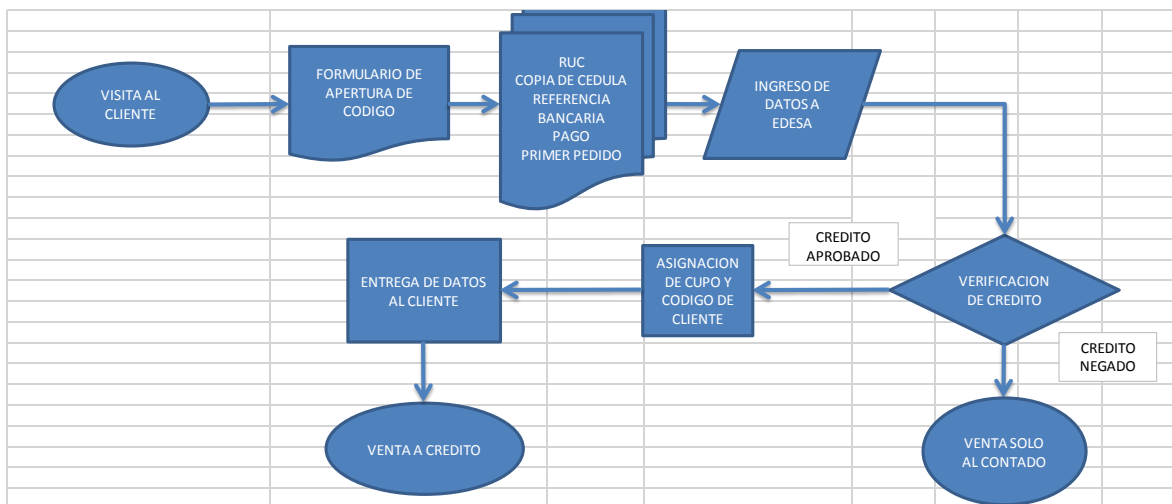 VISITA AL
CLIENTE
FORMULARIO DE
APERTURA DE
CODIGO
RUC
COPIA DE CEDULA
REFERENCIA
BANCARIA
PAGO
PRIMER PEDIDO
INGRESO DE
DATOS A
EDESA
CREDITO
APROBADO
VERIFICACION
DE CREDITO
ASIGNACION
DE CUPO Y
CODIGO DE
CLIENTE
ENTREGA DE DATOS
AL CLIENTE
CREDITO
NEGADO
VENTA A CREDITO
VENTA SOLO
AL CONTADO